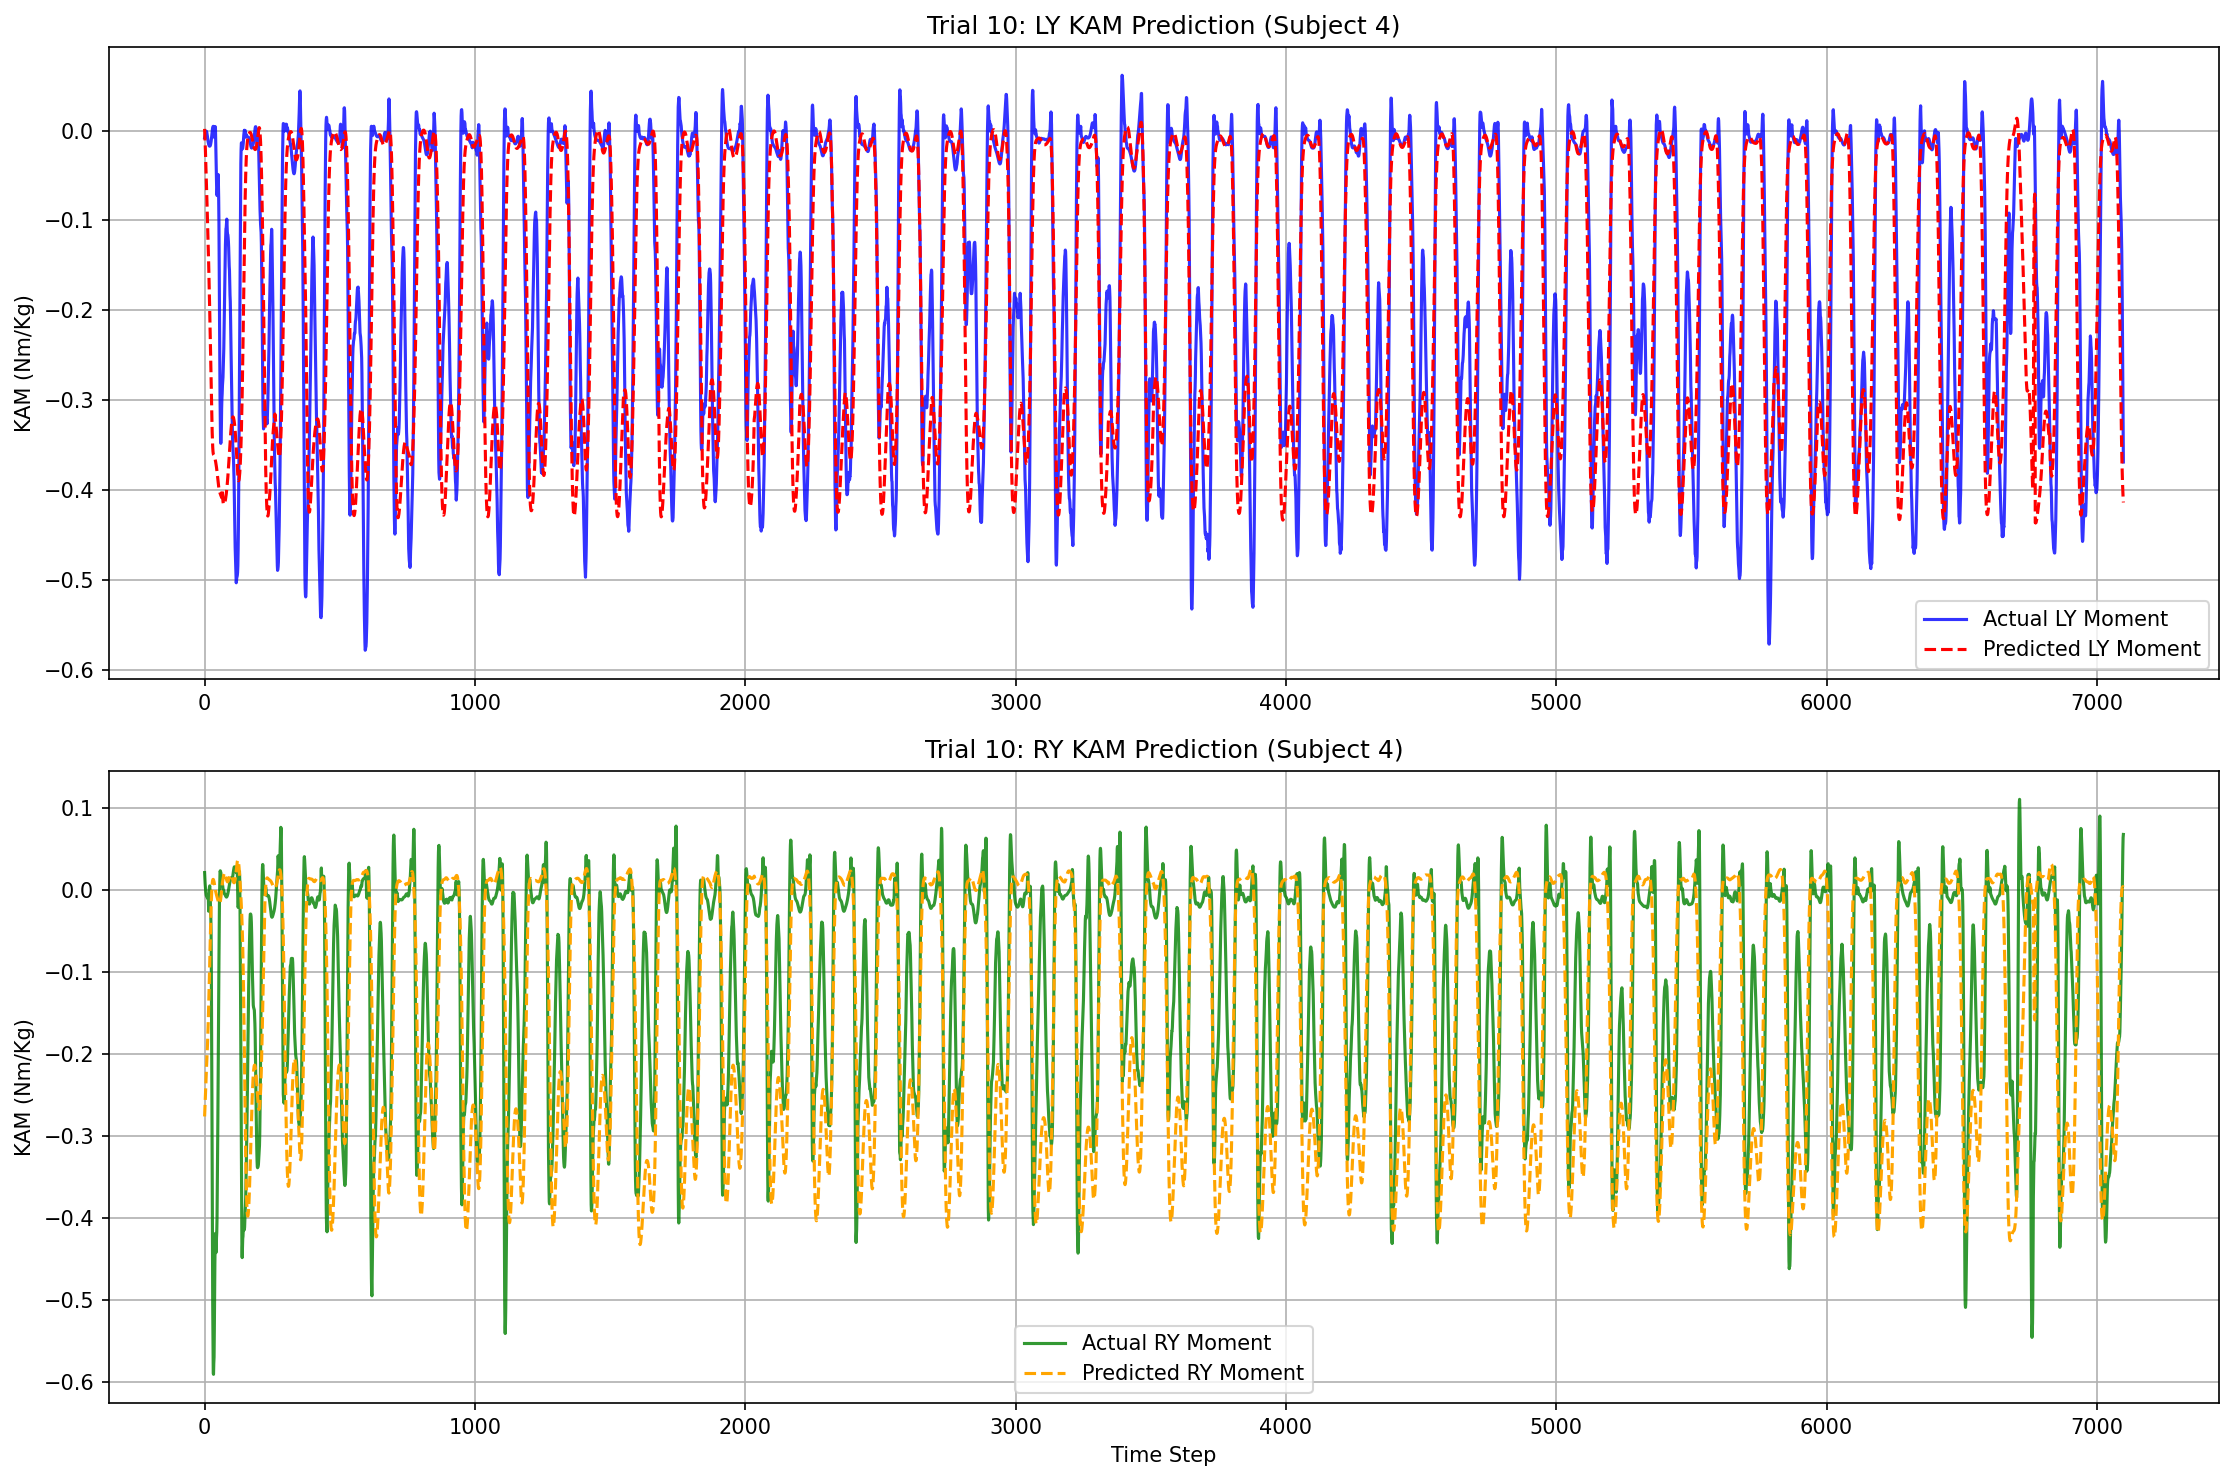 Trial 10: LY KAM Prediction (Subject 4)
KAM (Nm/Kg)
0.0
−0.1
−0.2
−0.3
−0.4
−0.5
−0.6
0 1000 2000 3000 4000 5000 6000 7000
Actual LY Moment
Predicted LY Moment
Trial 10: RY KAM Prediction (Subject 4)
KAM (Nm/Kg)
0.1
0.0
−0.1
−0.2
−0.3
−0.4
−0.5
−0.6
0 1000 2000 3000 4000 5000 6000 7000
Actual RY Moment
Predicted RY Moment
Time Step